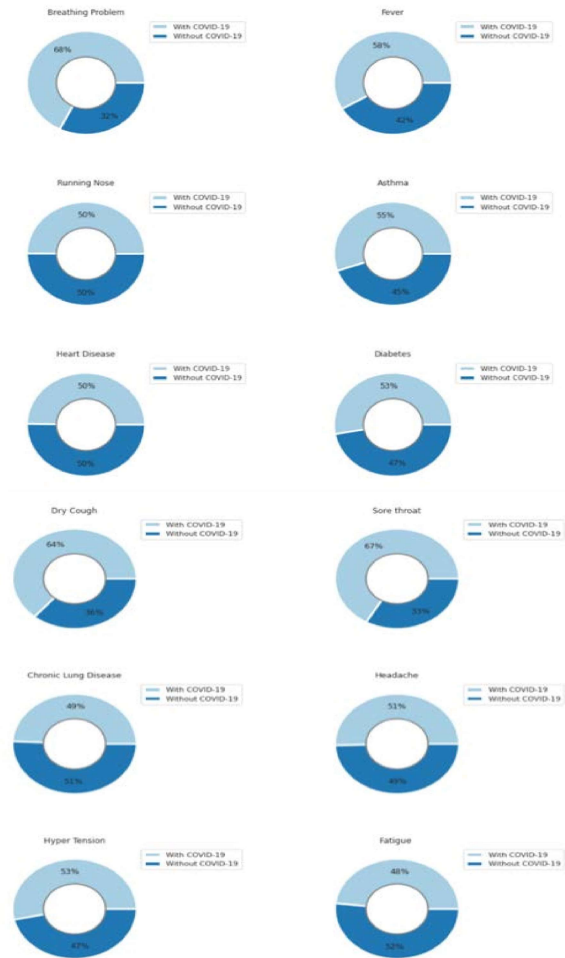 Breathing Problem
With COVID-19
Without COVID-19
68%
32%
Fever
With COVID-19
Without COVID-19
58%
42%
Running Nose
With COVID-19
Without COVID-19
50%
50%
Asthma
With COVID-19
Without COVID-19
55%
45%
Heart Disease
With COVID-19
Without COVID-19
50%
50%
Diabetes
With COVID-19
Without COVID-19
53%
47%
Dry Cough
With COVID-19
Without COVID-19
64%
36%
Sore throat
With COVID-19
Without COVID-19
67%
33%
Chronic Lung Disease
With COVID-19
Without COVID-19
49%
51%
Headache
With COVID-19
Without COVID-19
51%
49%
Hyper Tension
With COVID-19
Without COVID-19
53%
47%
Fatigue
With COVID-19
Without COVID-19
48%
52%